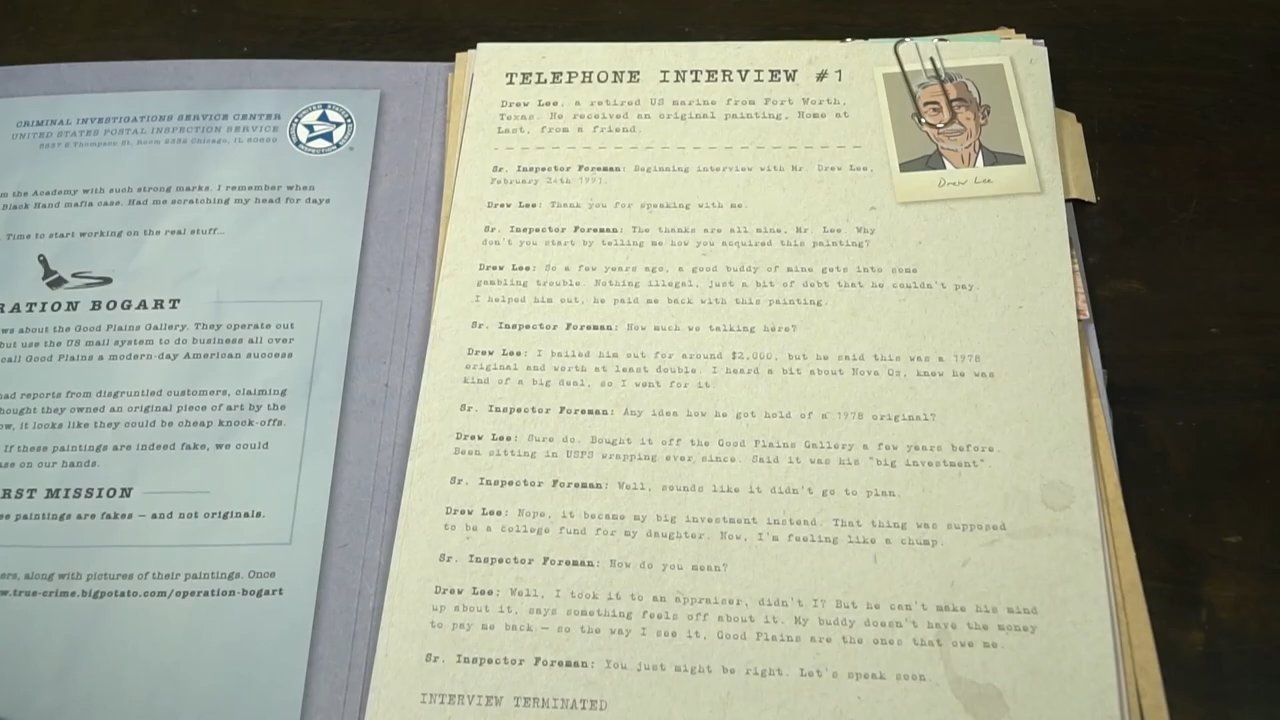 CRIMINAL INVESTIGATIONS SERVICE CENTER
UNITED STATES POSTAL INSPECTION SERVICE
Chicago, IL
UNITED STATES
INSPECTION
m the Academy with such strong marks. I remember when
Black Hand mafia case. Had me scratching my head for days
. Time to start working on the real stuff...
RATION BOGART
ws about the Good Plains Gallery. They operate out
but use the US mail system to do business all over
call Good Plains a modern-day American success
had reports from disgruntled customers, claiming
hought they owned an original piece of art by the
ow, it looks like they could be cheap knock-offs.
If these paintings are indeed fake, we could
ase on our hands.
RST MISSION
se paintings are fakes — and not originals.
ers, along with pictures of their paintings. Once
w.true-crime.bigpotato.com/operation-bogart
TELEPHONE INTERVIEW #1
Drew Lee, a retired US marine from Fort Worth,
Texas. He received an original painting, Home at
Last, from a friend.
Drew Lee
Sr. Inspector Foreman: Beginning interview with Mr. Drew Lee,
February 24th 1991.
Drew Lee: Thank you for speaking with me.
Sr. Inspector Foreman: The thanks are all mine, Mr. Lee. Why
don't you start by telling me how you acquired this painting?
Drew Lee: So a few years ago, a good buddy of mine gets into some
gambling trouble. Nothing illegal, just a bit of debt that he couldn't pay.
I helped him out, he paid me back with this painting.
Sr. Inspector Foreman: How much we talking here?
Drew Lee: I bailed him out for around $2,000, but he said this was a 1978
original and worth at least double. I heard a bit about Nova Oz, knew he was
kind of a big deal, so I went for it.
Sr. Inspector Foreman: Any idea how he got hold of a 1978 original?
Drew Lee: Sure do. Bought it off the Good Plains Gallery a few years before.
Been sitting in USPS wrapping ever since. Said it was his "big investment".
Sr. Inspector Foreman: Well, sounds like it didn't go to plan.
Drew Lee: Nope, it became my big investment instead. That thing was supposed
to be a college fund for my daughter. Now, I'm feeling like a chump.
Sr. Inspector Foreman: How do you mean?
Drew Lee: Well, I took it to an appraiser, didn't I? But he can't make his mind
up about it, says something feels off about it. My buddy doesn't have the money
to pay me back — so the way I see it, Good Plains are the ones that owe me.
Sr. Inspector Foreman: You just might be right. Let's speak soon.
INTERVIEW TERMINATED